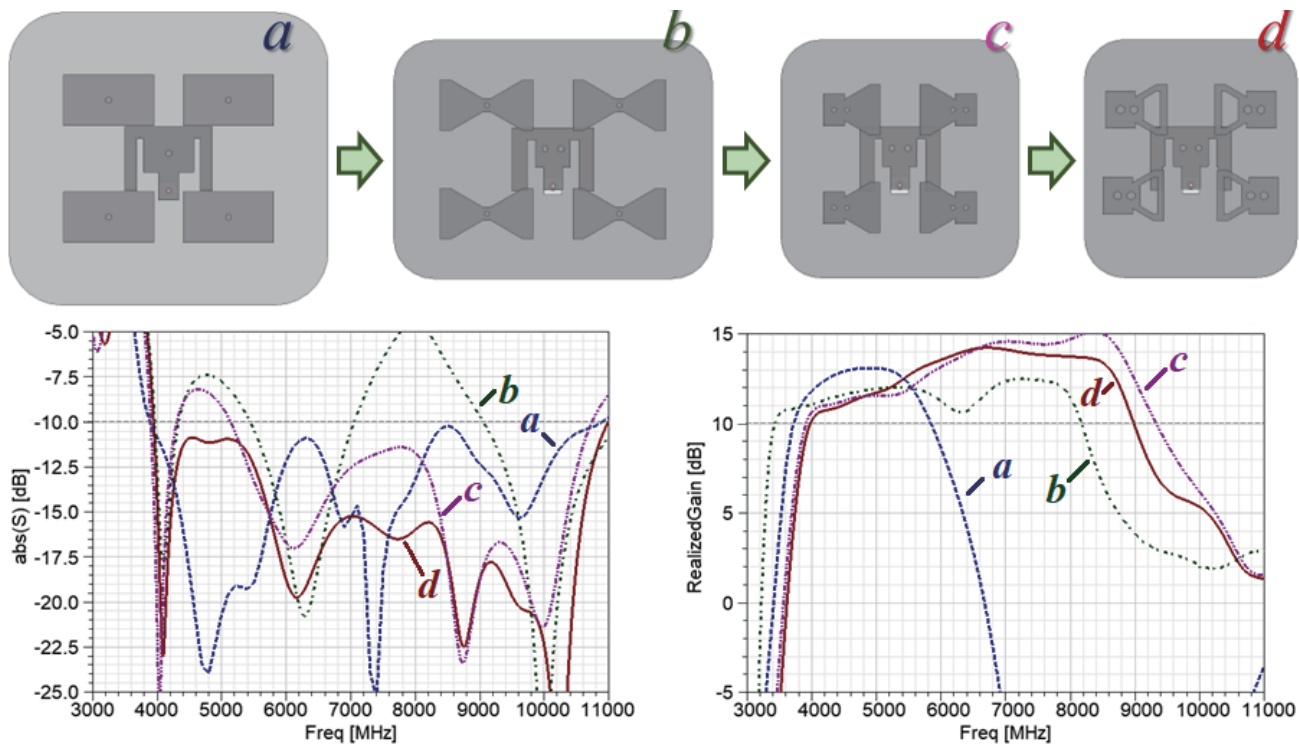 a
b
c
d
-5.0
-7.5
-10.0
-12.5
-15.0
-17.5
-20.0
-22.5
-25.0
abs(S) [dB]
b
a
c
d
3000 4000 5000 6000 7000 8000 9000 10000 11000
Freq [MHz]
15
10
5
0
-5
RealizedGain [dB]
c
d
a
b
3000 4000 5000 6000 7000 8000 9000 10000 11000
Freq [MHz]